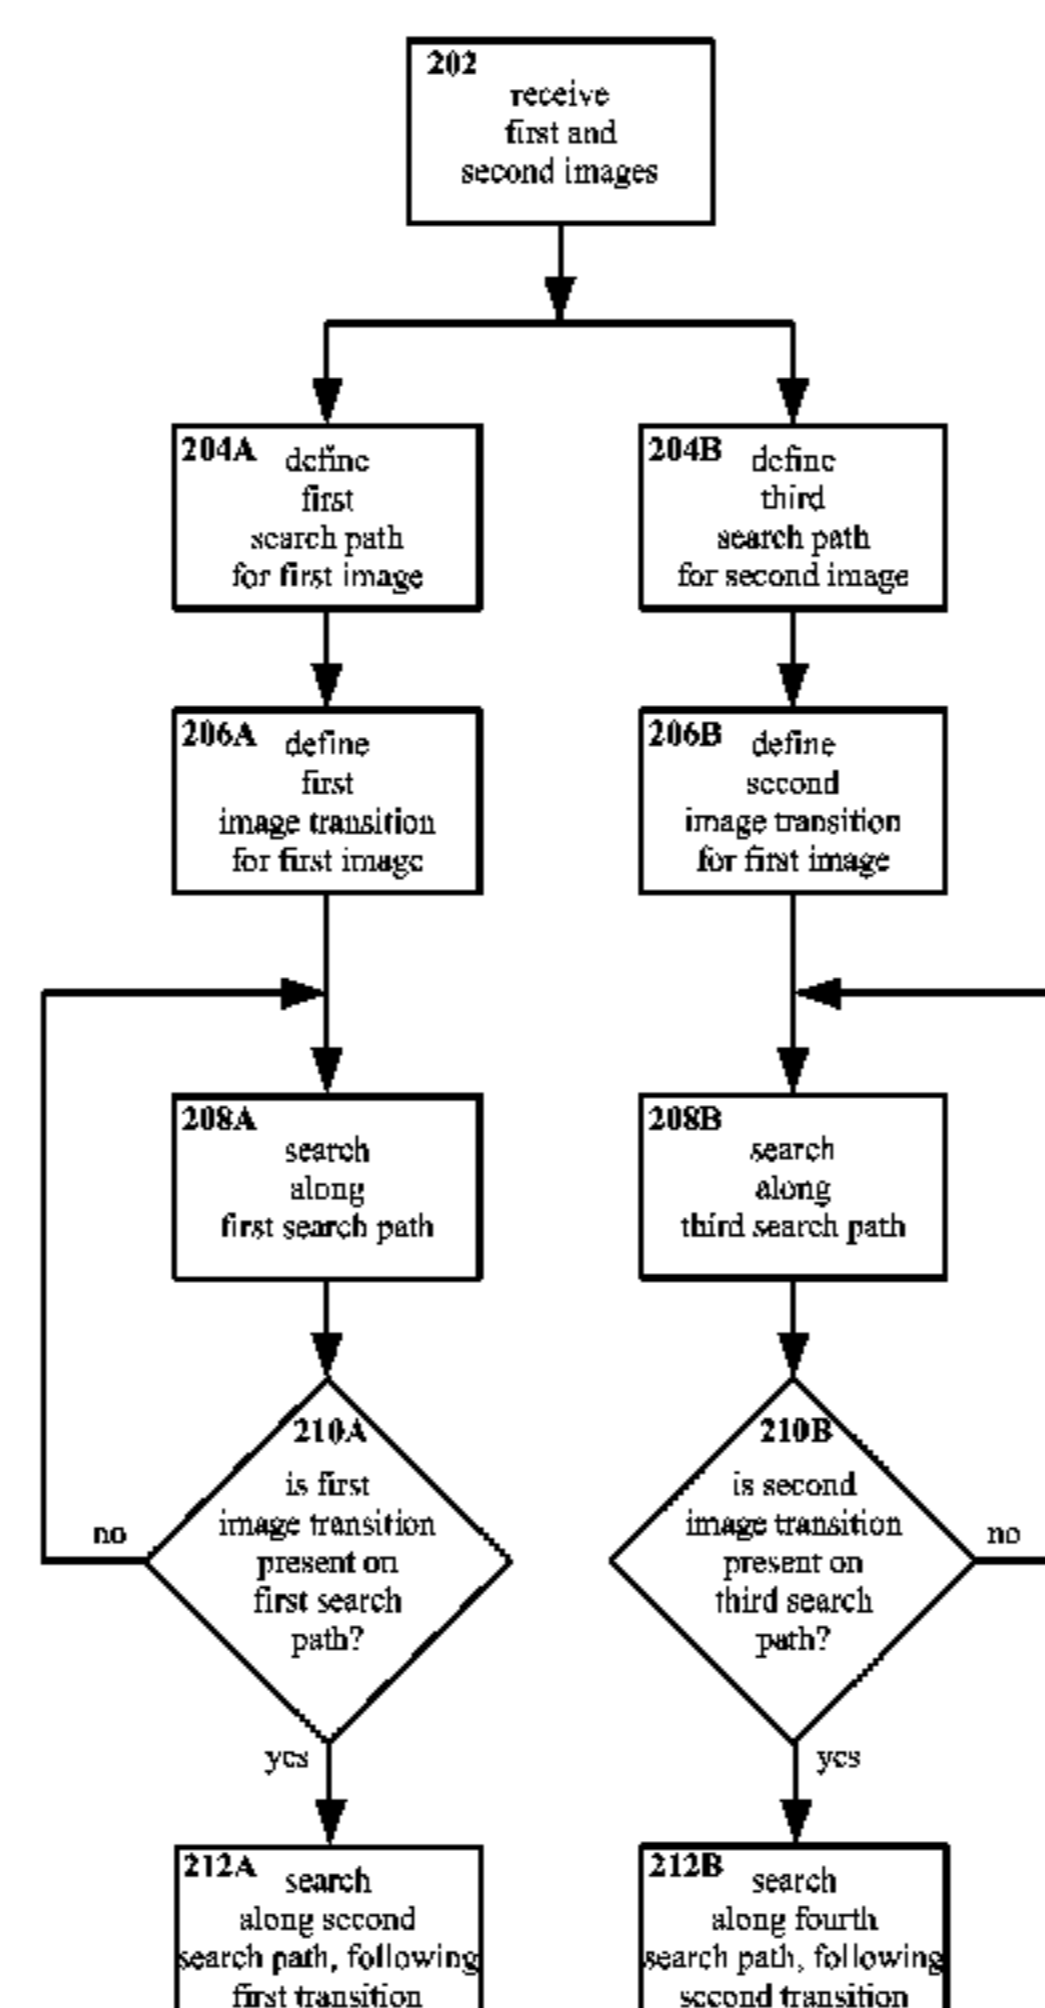 202
receive
first and
second images
204A
define
first
search path
for first image
204B
define
third
search path
for second image
206A
define
first
image transition
for first image
206B
define
second
image transition
for first image
208A
search
along
first search path
208B
search
along
third search path
210A
is first
image transition
present on
first search
path?
no
yes
210B
is second
image transition
present on
third search
path?
no
yes
212A
search
along second
search path, following
first transition
212B
search
along fourth
search path, following
second transition